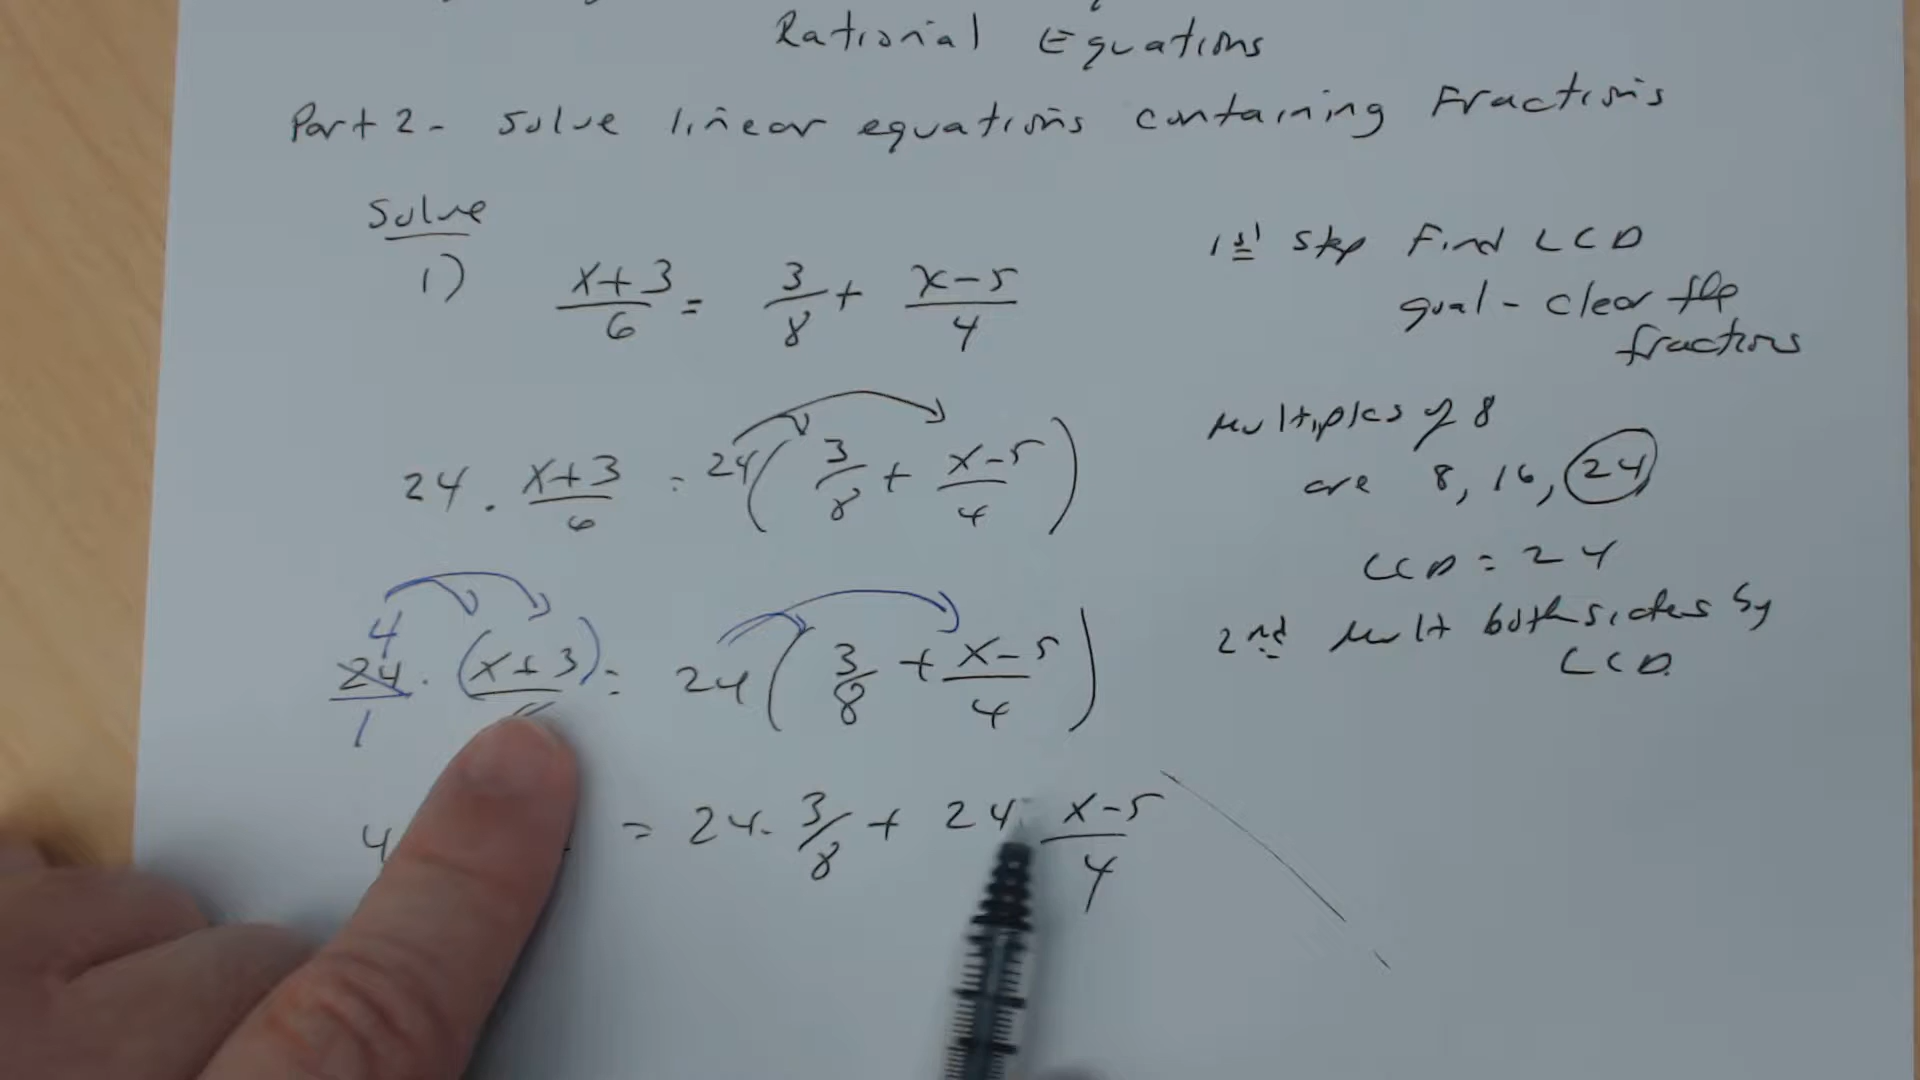 Rational Equations
Part 2 - Solve linear equations containing Fractions
Solve
1) x+3/6 = 3/8 + x-5/4
1st step Find LCD
goal - clear the
fractions
24 . x+3/6 = 24(3/8 + x-5/4)
Multiples of 8
are 8, 16, 24
LCD = 24
2nd Mult both sides by
LCD.
4
24/1 . (x+3) = 24(3/8 + x-5/4)
4 = 24. 3/8 + 24 x-5/4